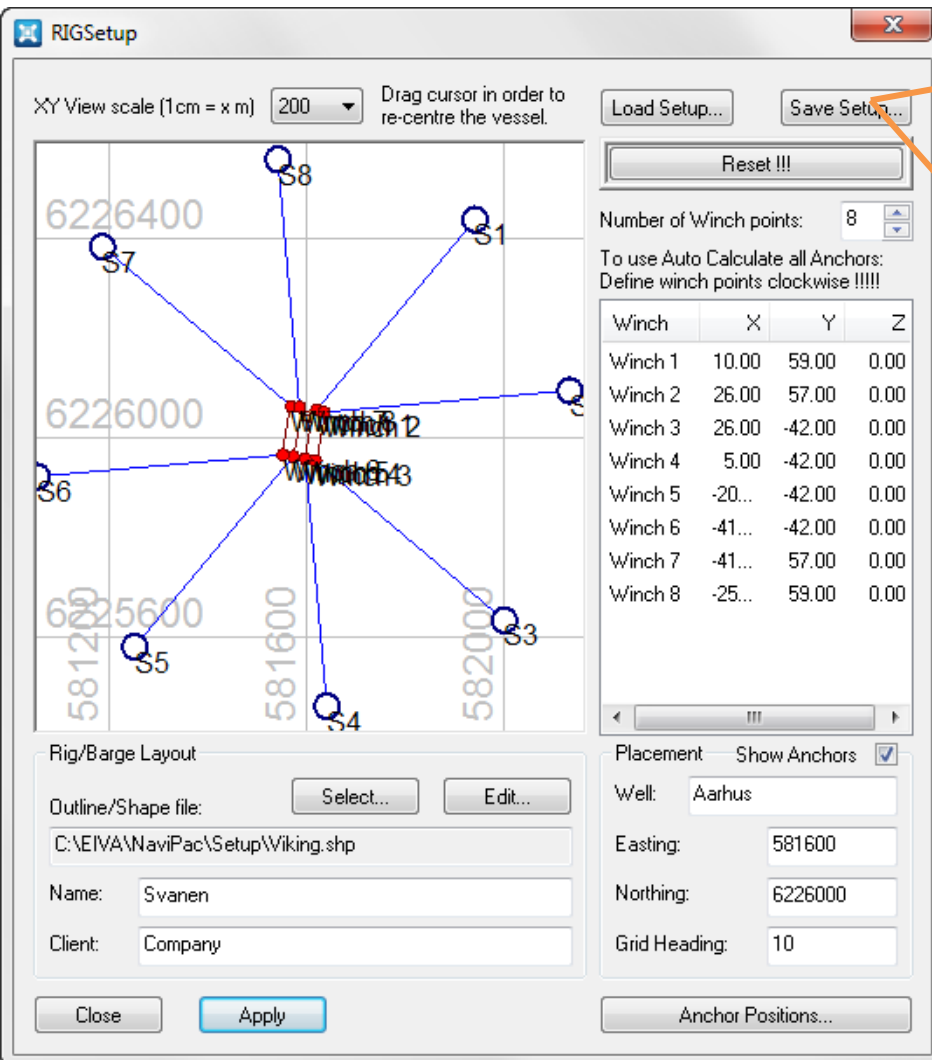 RIGSetup
XY View scale (1cm = x m)
200
Drag cursor in order to
re-centre the vessel.
Load Setup...
Save Setup...
Reset !!!
Number of Winch points:
8
To use Auto Calculate all Anchors:
Define winch points clockwise !!!!!
Winch X Y Z
Winch 1 10.00 59.00 0.00
Winch 2 26.00 57.00 0.00
Winch 3 26.00 -42.00 0.00
Winch 4 5.00 -42.00 0.00
Winch 5 -20... -42.00 0.00
Winch 6 -41... -42.00 0.00
Winch 7 -41... 57.00 0.00
Winch 8 -25... 59.00 0.00
S8
6226400
S1
S7
6226000
2
S6
3
581200
6225600
581600
582000
S3
S5
S4
Rig/Barge Layout
Outline/Shape file:
Select...
Edit...
C:\EIVA\NaviPac\Setup\Viking.shp
Name: Svanen
Client: Company
Placement
Show Anchors
Well: Aarhus
Easting: 581600
Northing: 6226000
Grid Heading: 10
Close
Apply
Anchor Positions...